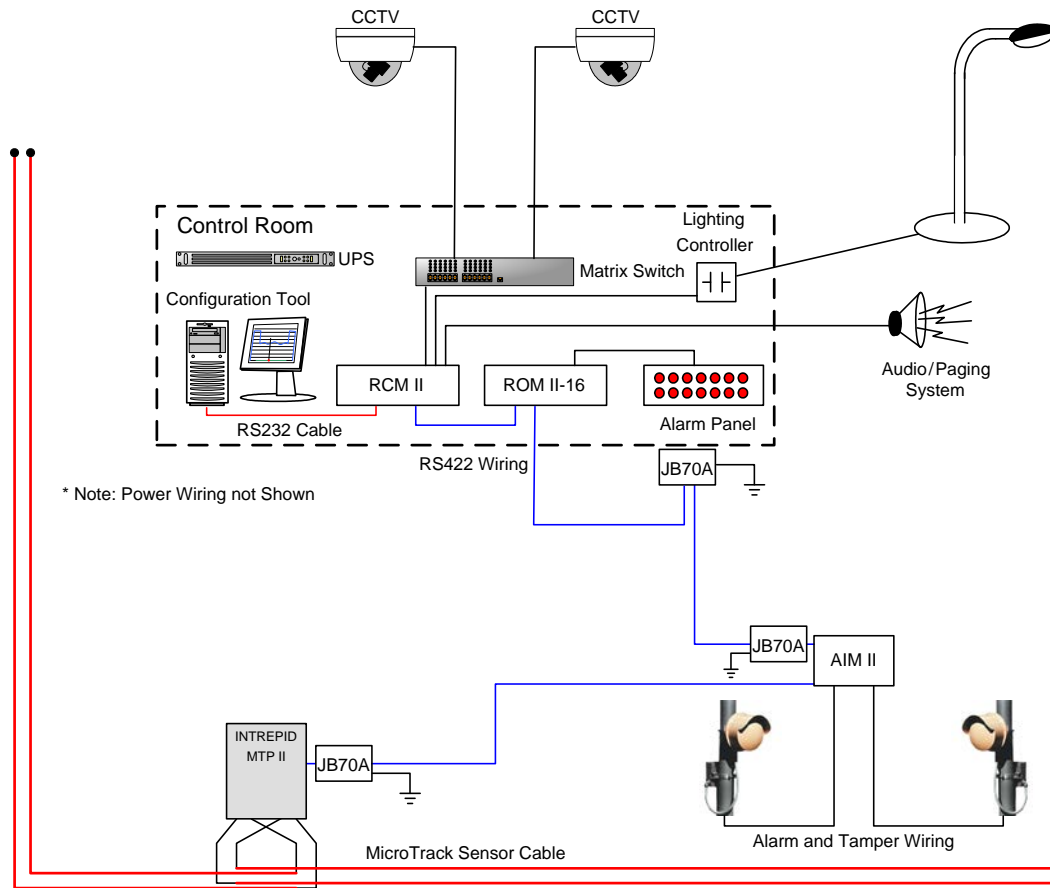 CCTV
CCTV
Control Room
Lighting
Controller
UPS
Matrix Switch
Configuration Tool
RCM II
ROM II-16
Audio/Paging
System
RS232 Cable
Alarm Panel
RS422 Wiring
JB70A
* Note: Power Wiring not Shown
JB70A
AIM II
INTREPID
MTP II
JB70A
Alarm and Tamper Wiring
MicroTrack Sensor Cable